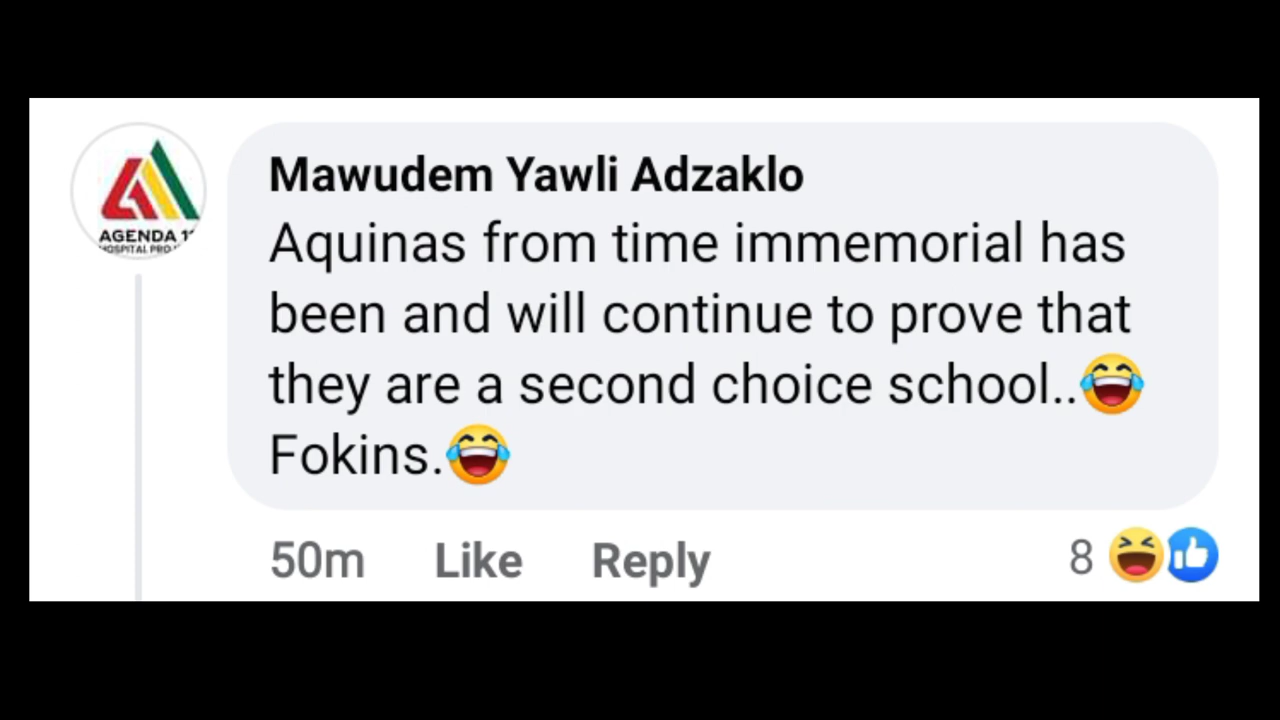 AGENDA 11
HOSPITAL PRO
Mawudem Yawli Adzaklo
Aquinas from time immemorial has
been and will continue to prove that
they are a second choice school..😂
Fokins.😂
50m Like Reply 8